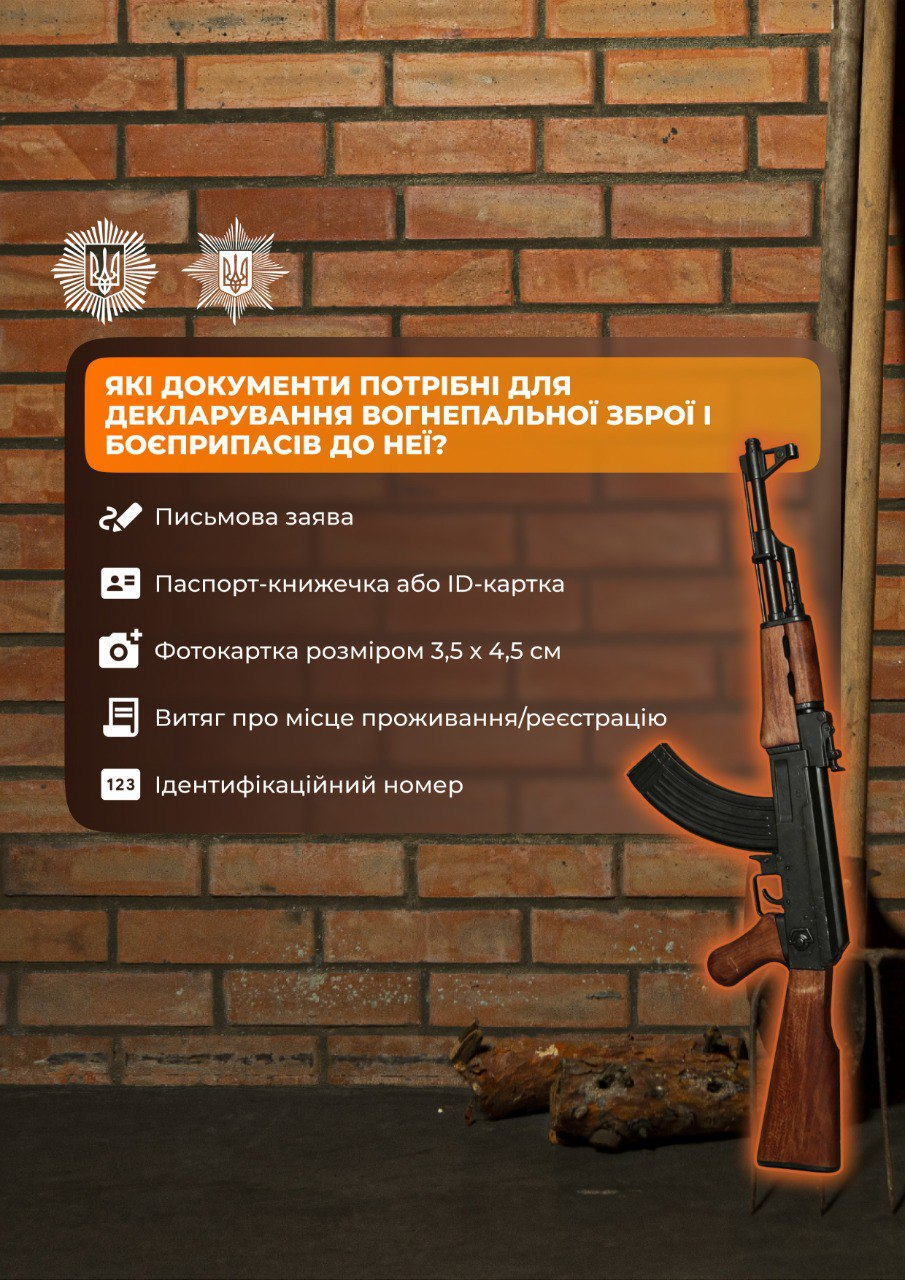 ЯКІ ДОКУМЕНТИ ПОТРІБНІ ДЛЯ
ДЕКЛАРУВАННЯ ВОГНЕПАЛЬНОЇ ЗБРОЇ І
БОЄПРИПАСІВ ДО НЕЇ?
Письмова заява
Паспорт-книжечка або ID-картка
Фотокартка розміром 3,5 х 4,5 см
Витяг про місце проживання/реєстрацію
123 Ідентифікаційний номер